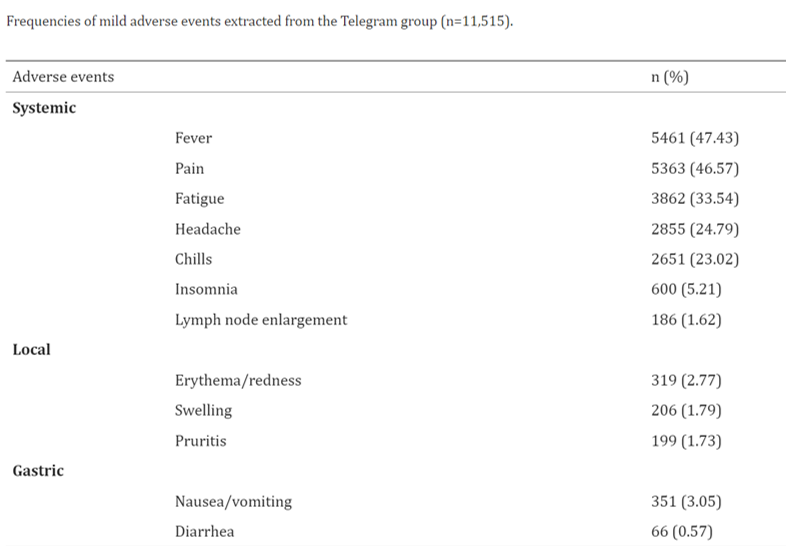 Frequencies of mild adverse events extracted from the Telegram group (n=11,515).
Adverse events n (%)
Systemic
Fever 5461 (47.43)
Pain 5363 (46.57)
Fatigue 3862 (33.54)
Headache 2855 (24.79)
Chills 2651 (23.02)
Insomnia 600 (5.21)
Lymph node enlargement 186 (1.62)
Local
Erythema/redness 319 (2.77)
Swelling 206 (1.79)
Pruritis 199 (1.73)
Gastric
Nausea/vomiting 351 (3.05)
Diarrhea 66 (0.57)